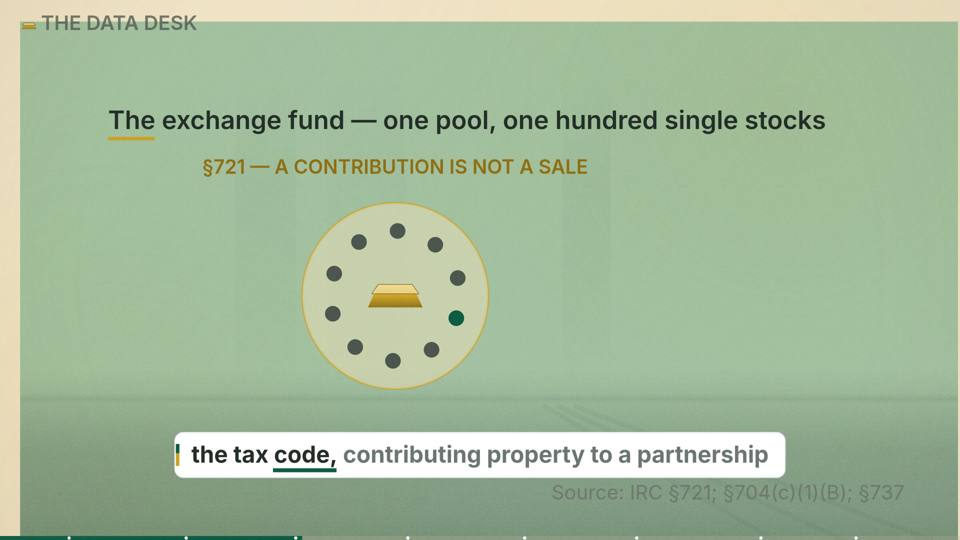 THE DATA DESK
The exchange fund — one pool, one hundred single stocks
§721 — A CONTRIBUTION IS NOT A SALE
the tax code, contributing property to a partnership
Source: IRC §721; §704(c)(1)(B); §737